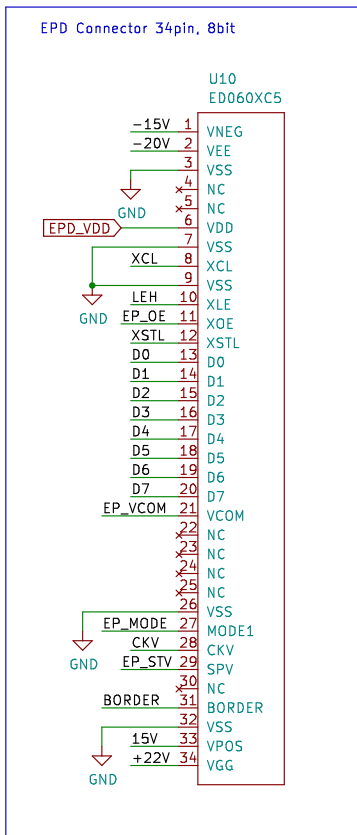 EPD Connector 34pin, 8bit
U10
ED060XC5
-15V 1 VNEG
-20V 2 VEE
3 VSS
4 NC
GND
5 NC
EPD_VDD 6 VDD
7 VSS
XCL 8 XCL
9 VSS
LEH 10 XLE
GND
EP_OE 11 XOE
XSTL 12 XSTL
D0 13 D0
D1 14 D1
D2 15 D2
D3 16 D3
D4 17 D4
D5 18 D5
D6 19 D6
D7 20 D7
EP_VCOM 21 VCOM
22 NC
23 NC
24 NC
25 NC
26 VSS
EP_MODE 27 MODE1
CKV 28 CKV
GND
EP_STV 29 SPV
30 NC
BORDER 31 BORDER
32 VSS
15V 33 VPOS
+22V 34 VGG
GND